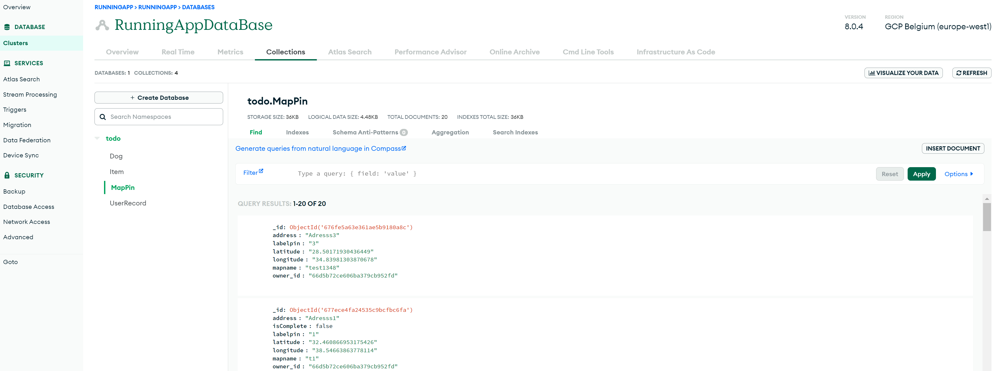 Overview
DATABASE
Clusters
SERVICES
Atlas Search
Stream Processing
Triggers
Migration
Data Federation
Device Sync
SECURITY
Backup
Database Access
Network Access
Advanced
Goto
RUNNINGAPP > RUNNINGAPP > DATABASES
RunningAppDataBase
VERSION
8.0.4
REGION
GCP Belgium (europe-west1)
Overview Real Time Metrics Collections Atlas Search Performance Advisor Online Archive Cmd Line Tools Infrastructure As Code
DATABASES: 1 COLLECTIONS: 4
VISUALIZE YOUR DATA
REFRESH
+ Create Database
Search Namespaces
todo
Dog
Item
MapPin
UserRecord
todo.MapPin
STORAGE SIZE: 36KB LOGICAL DATA SIZE: 4.48KB TOTAL DOCUMENTS: 20 INDEXES TOTAL SIZE: 36KB
Find Indexes Schema Anti-Patterns 0 Aggregation Search Indexes
Generate queries from natural language in Compass
INSERT DOCUMENT
Filter Type a query: { field: 'value' }
Reset Apply Options
QUERY RESULTS: 1-20 OF 20
_id: ObjectId('676fe5a63e361ae5b9180a8c')
address : "Adresss3"
labelpin : "3"
latitude : "28.50171930436449"
longitude : "34.83981303870678"
mapname : "test1348"
owner_id : "66d5b72ce606ba379cb952fd"
_id: ObjectId('677ece4fa24535c9bcfbc6fa')
address : "Adresss1"
isComplete : false
labelpin : "1"
latitude : "32.460866953175426"
longitude : "38.54663863778114"
mapname : "t1"
owner_id : "66d5b72ce606ba379cb952fd"